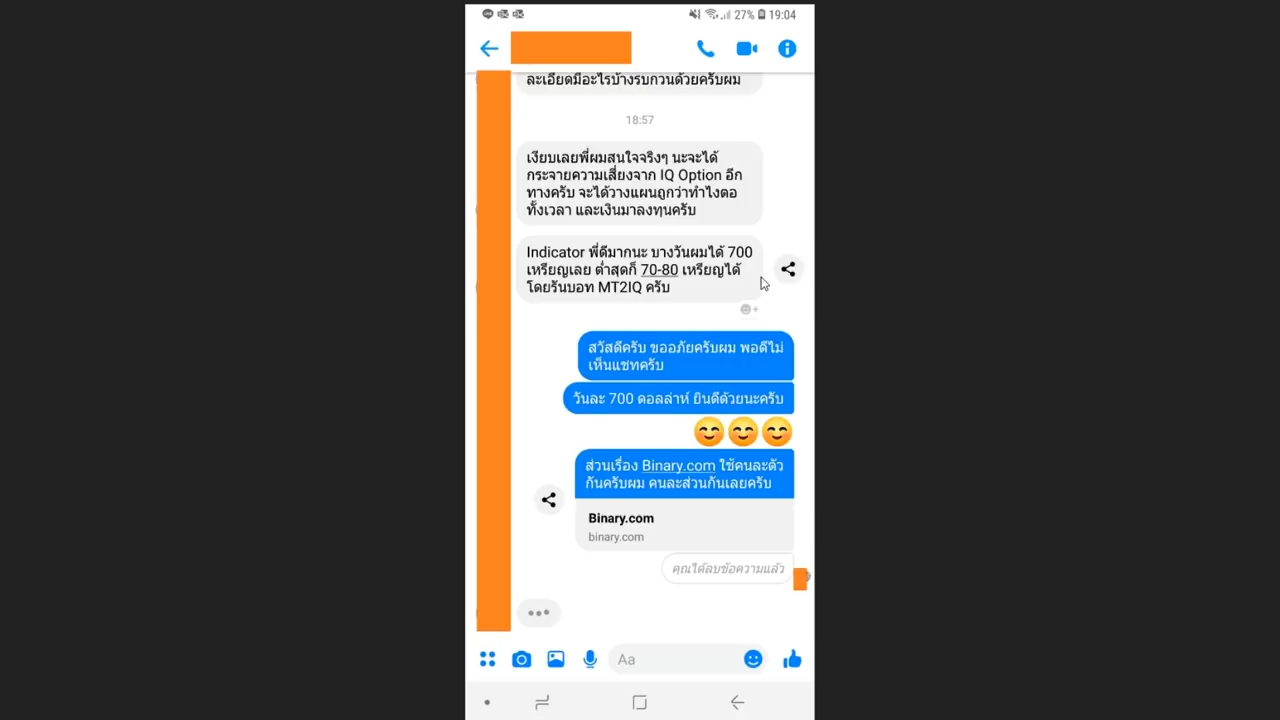 27% 19:04
ละเอียดมีอะไรบ้างรบกวนด้วยครับผม
18:57
เงียบเลยพี่ผมสนใจจริงๆ นะจะได้
กระจายความเสี่ยงจาก IQ Option อีก
ทางครับ จะได้วางแผนถูกว่าทำไงตอ
ทั้งเวลา และเงินมาลงทุนครับ
Indicator พี่ดีมากนะ บางวันผมได้ 700
เหรียญเลย ต่ำสุดก็ 70-80 เหรียญได้
โดยรันบอท MT2IQ ครับ
สวัสดีครับ ขออภัยครับผม พอดีไม่
เห็นแชทครับ
วันละ 700 ดอลล่าห์ ยินดีด้วยนะครับ
ส่วนเรื่อง Binary.com ใช้คนละตัว
กันครับผม คนละส่วนกันเลยครับ
Binary.com
binary.com
คุณได้ลบข้อความแล้ว
Aa